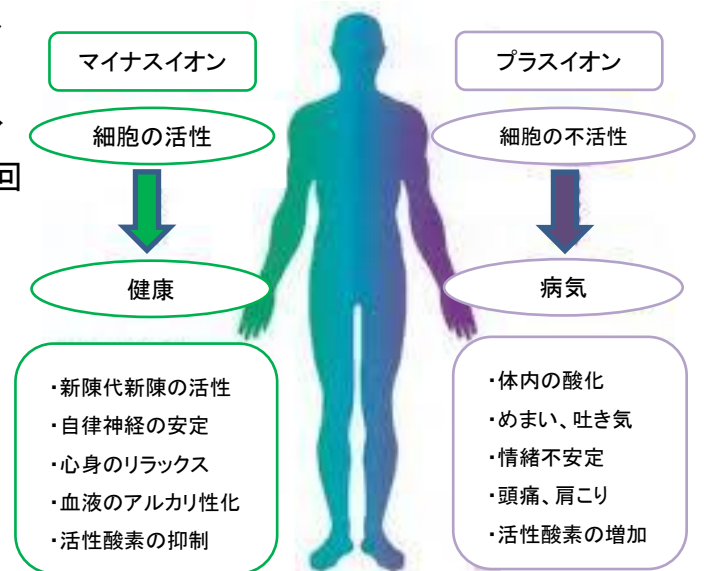 マイナスイオン
細胞の活性
健康
・新陳代新陳の活性
・自律神経の安定
・心身のリラックス
・血液のアルカリ性化
・活性酸素の抑制
プラスイオン
細胞の不活性
病気
・体内の酸化
・めまい、吐き気
・情緒不安定
・頭痛、肩こり
・活性酸素の増加
回